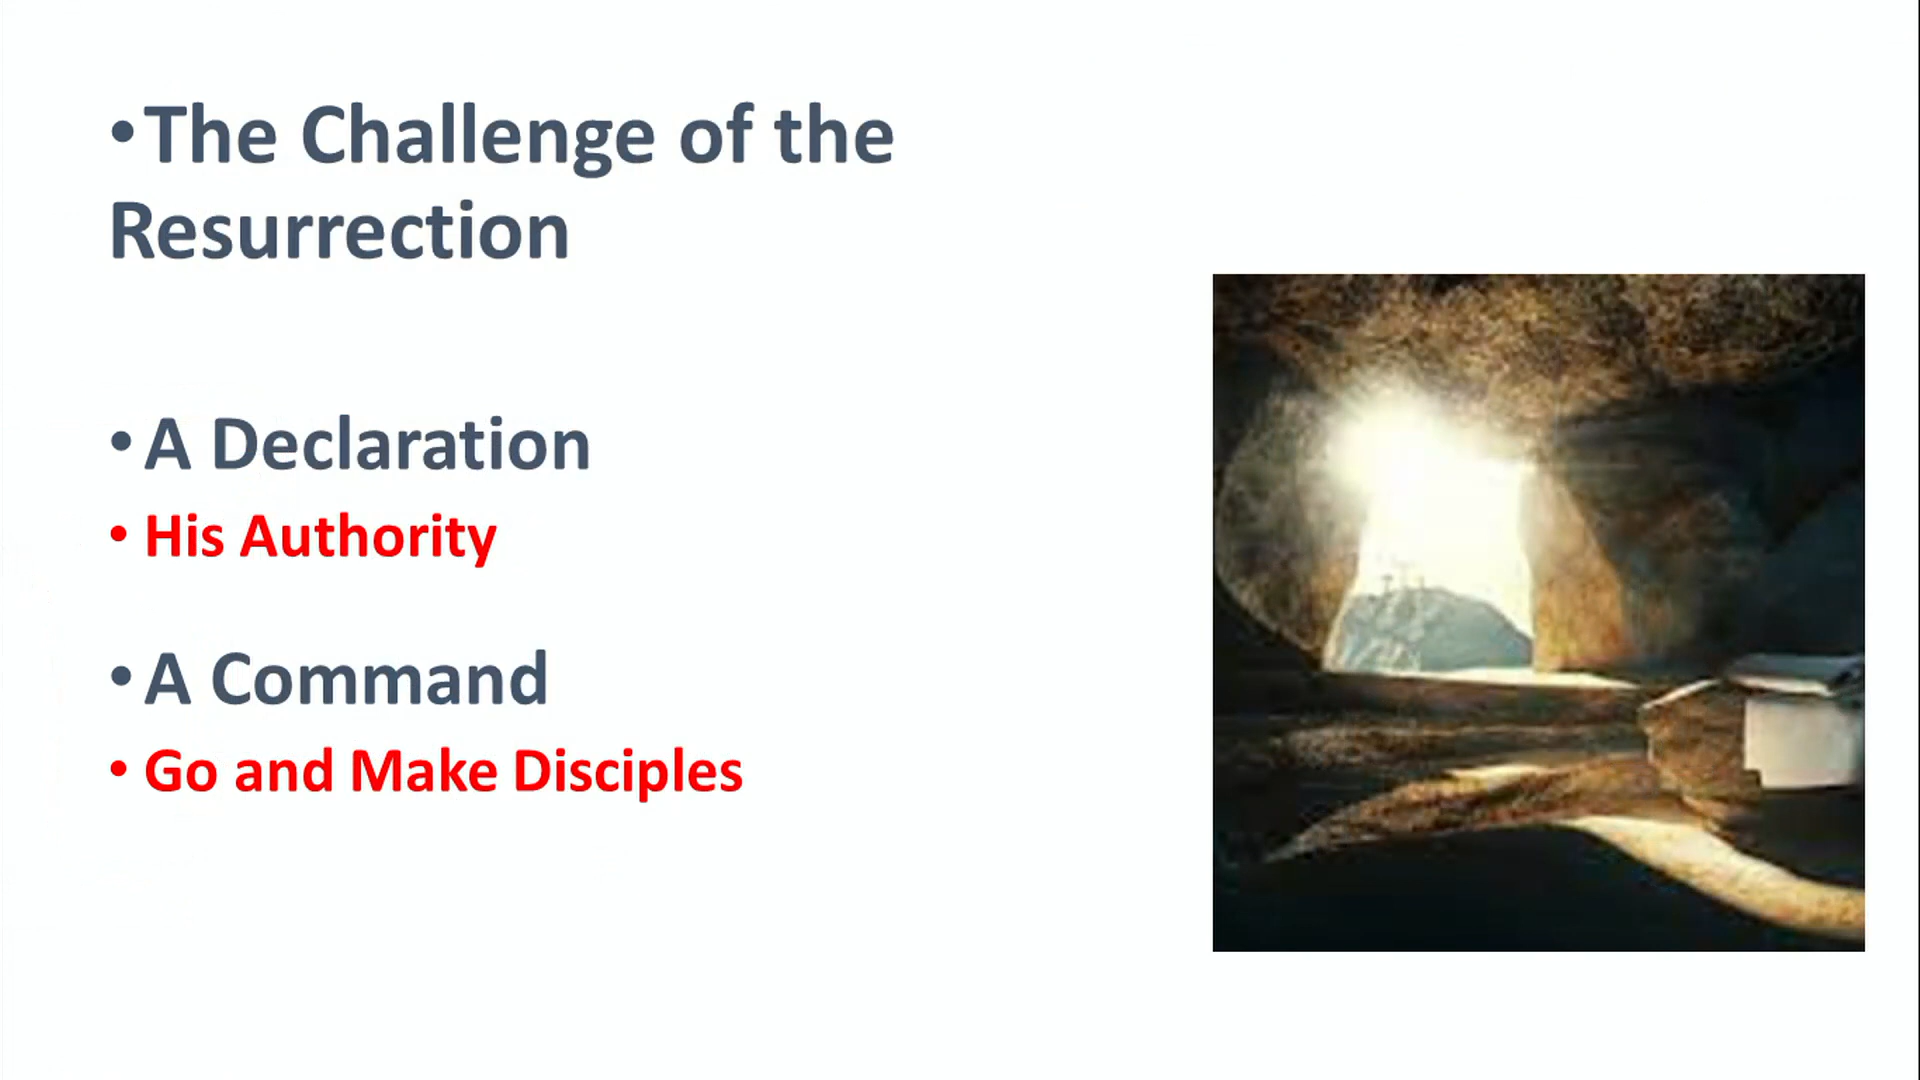 •The Challenge of the
Resurrection
• A Declaration
• His Authority
• A Command
• Go and Make Disciples